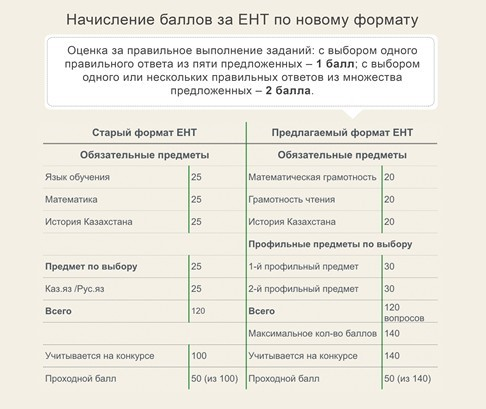 Начисление баллов за ЕНТ по новому формату
Оценка за правильное выполнение заданий: с выбором одного
правильного ответа из пяти предложенных – 1 балл; с выбором
одного или нескольких правильных ответов из множества
предложенных – 2 балла.
Старый формат ЕНТ Предлагаемый формат ЕНТ
Обязательные предметы Обязательные предметы
Язык обучения 25 Математическая грамотность 20
Математика 25 Грамотность чтения 20
История Казахстана 25 История Казахстана 20
Профильные предметы по выбору
Предмет по выбору 25 1-й профильный предмет 30
Каз.яз /Рус.яз 25 2-й профильный предмет 30
Всего 120 Всего 120
вопросов
Максимальное кол-во баллов 140
Учитывается на конкурсе 100 Учитывается на конкурсе 140
Проходной балл 50 (из 100) Проходной балл 50 (из 140)